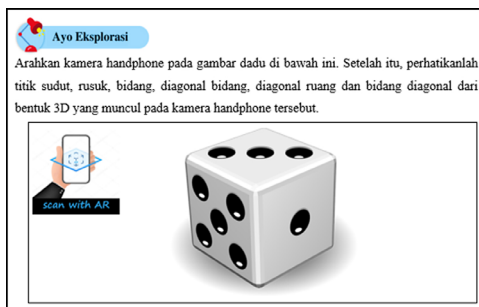 Ayo Eksplorasi
Arahkan kamera handphone pada gambar dadu di bawah ini. Setelah itu, perhatikanlah
titik sudut, rusuk, bidang, diagonal bidang, diagonal ruang dan bidang diagonal dari
bentuk 3D yang muncul pada kamera handphone tersebut.
scan with AR